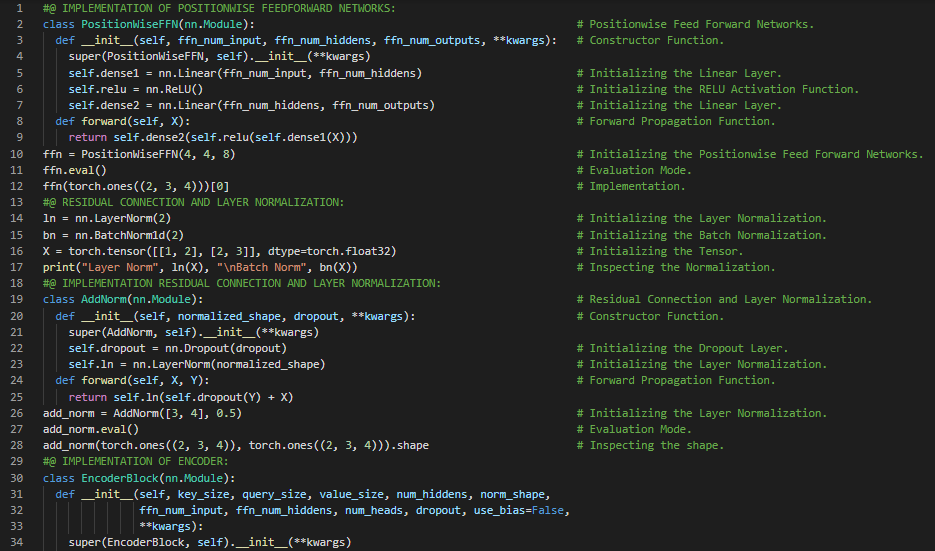 1 #@ IMPLEMENTATION OF POSITIONWISE FEEDFORWARD NETWORKS:
2 class PositionWiseFFN(nn.Module): # Positionwise Feed Forward Networks.
3 def __init__(self, ffn_num_input, ffn_num_hiddens, ffn_num_outputs, **kwargs): # Constructor Function.
4 super(PositionWiseFFN, self).__init__(**kwargs)
5 self.dense1 = nn.Linear(ffn_num_input, ffn_num_hiddens) # Initializing the Linear Layer.
6 self.relu = nn.ReLU() # Initializing the RELU Activation Function.
7 self.dense2 = nn.Linear(ffn_num_hiddens, ffn_num_outputs) # Initializing the Linear Layer.
8 def forward(self, X): # Forward Propagation Function.
9 return self.dense2(self.relu(self.dense1(X)))
10 ffn = PositionWiseFFN(4, 4, 8) # Initializing the Positionwise Feed Forward Networks.
11 ffn.eval() # Evaluation Mode.
12 ffn(torch.ones((2, 3, 4)))[0] # Implementation.
13 #@ RESIDUAL CONNECTION AND LAYER NORMALIZATION:
14 ln = nn.LayerNorm(2) # Initializing the Layer Normalization.
15 bn = nn.BatchNorm1d(2) # Initializing the Batch Normalization.
16 X = torch.tensor([[1, 2], [2, 3]], dtype=torch.float32) # Initializing the Tensor.
17 print("Layer Norm", ln(X), "\nBatch Norm", bn(X)) # Inspecting the Normalization.
18 #@ IMPLEMENTATION RESIDUAL CONNECTION AND LAYER NORMALIZATION:
19 class AddNorm(nn.Module): # Residual Connection and Layer Normalization.
20 def __init__(self, normalized_shape, dropout, **kwargs): # Constructor Function.
21 super(AddNorm, self).__init__(**kwargs)
22 self.dropout = nn.Dropout(dropout) # Initializing the Dropout Layer.
23 self.ln = nn.LayerNorm(normalized_shape) # Initializing the Layer Normalization.
24 def forward(self, X, Y): # Forward Propagation Function.
25 return self.ln(self.dropout(Y) + X)
26 add_norm = AddNorm([3, 4], 0.5) # Initializing the Layer Normalization.
27 add_norm.eval() # Evaluation Mode.
28 add_norm(torch.ones((2, 3, 4)), torch.ones((2, 3, 4))).shape # Inspecting the shape.
29 #@ IMPLEMENTATION OF ENCODER:
30 class EncoderBlock(nn.Module):
31 def __init__(self, key_size, query_size, value_size, num_hiddens, norm_shape,
32 ffn_num_input, ffn_num_hiddens, num_heads, dropout, use_bias=False,
33 **kwargs):
34 super(EncoderBlock, self).__init__(**kwargs)